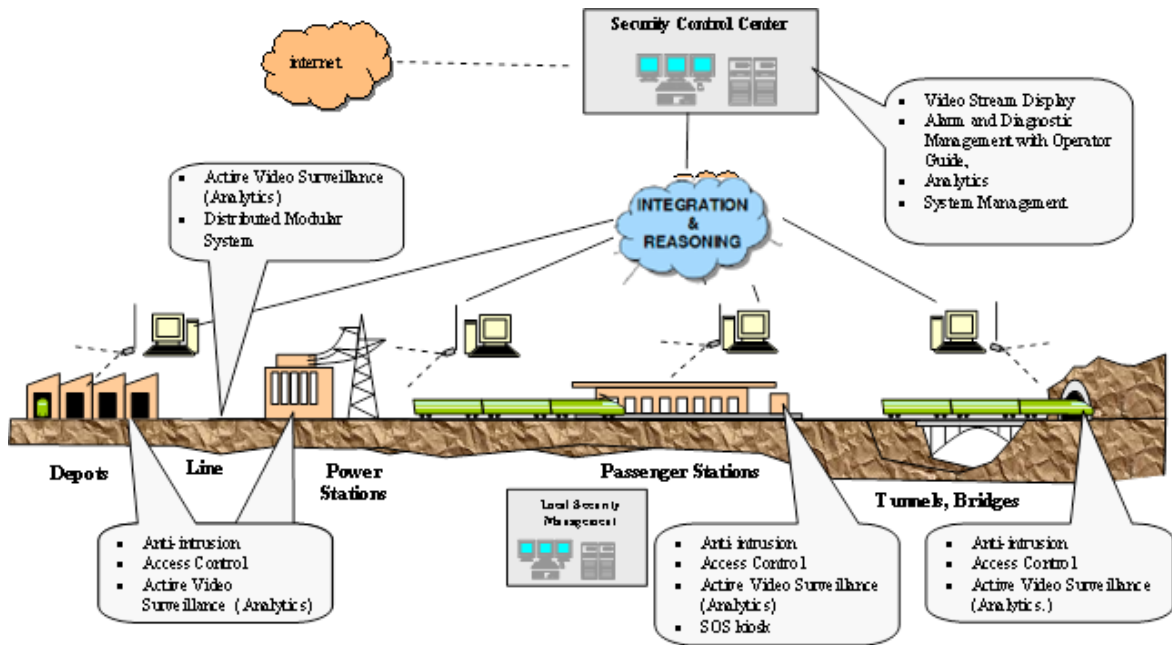 Security Control Center
internet
▪ Video Stream Display
▪ Alarm and Diagnostic
Management with Operator
Guide,
▪ Analytics
▪ System Management
▪ Active Video Surveillance
(Analytics)
▪ Distributed Modular
System
INTEGRATION
&
REASONING
Depots
Line
Power
Stations
Passenger Stations
Tunnels, Bridges
Local Security
Management
▪ Anti-intrusion
▪ Access Control
▪ Active Video
Surveillance (Analytics)
▪ Anti-intrusion
▪ Access Control
▪ Active Video Surveillance
(Analytics)
▪ SOS kiosk
▪ Anti-intrusion
▪ Access Control
▪ Active Video Surveillance
(Analytics.)